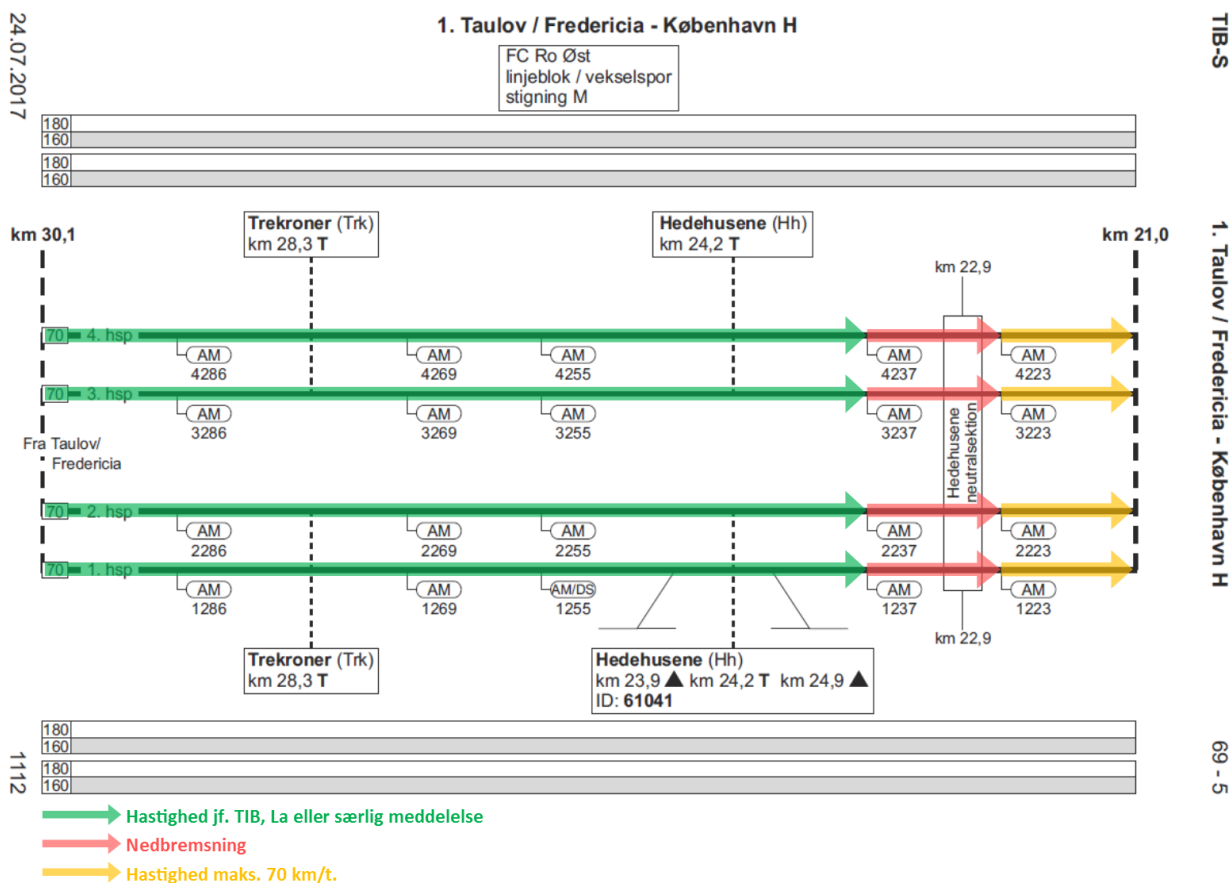 1. Taulov / Fredericia - København H
TIB-S
24.07.2017
FC Ro Øst
linjeblok / vekselspor
stigning M
180
160
180
160
km 30,1
Trekroner (Trk)
km 28,3 T
Hedehusene (Hh)
km 24,2 T
km 21,0
km 22,9
1. Taulov / Fredericia - København H
70 4. hsp
AM AM AM AM AM
4286 4269 4255 4237 4223
70 3. hsp
AM AM AM AM AM
3286 3269 3255 3237 3223
Fra Taulov/
Fredericia
Hedehusene
neutralsektion
70 2. hsp
AM AM AM AM AM
2286 2269 2255 2237 2223
70 1. hsp
AM AM AM/DS AM AM
1286 1269 1255 1237 1223
km 22,9
Trekroner (Trk)
km 28,3 T
Hedehusene (Hh)
km 23,9 ▲ km 24,2 T km 24,9 ▲
ID: 61041
180
160
180
160
1112
69 - 5
Hastighed jf. TIB, La eller særlig meddelelse
Nedbremsning
Hastighed maks. 70 km/t.